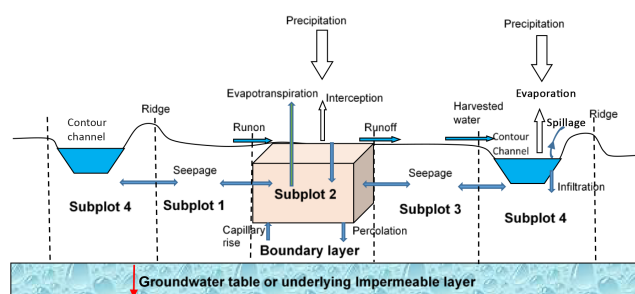 Precipitation
Precipitation
Evapotranspiration
Interception
Evaporation
Contour
channel
Ridge
Runon
Runoff
Harvested
water
Contour
Channel
Spillage
Ridge
Seepage
Seepage
Infiltration
Subplot 4
Subplot 1
Subplot 2
Subplot 3
Subplot 4
Capillary
rise
Percolation
Boundary layer
Groundwater table or underlying Impermeable layer